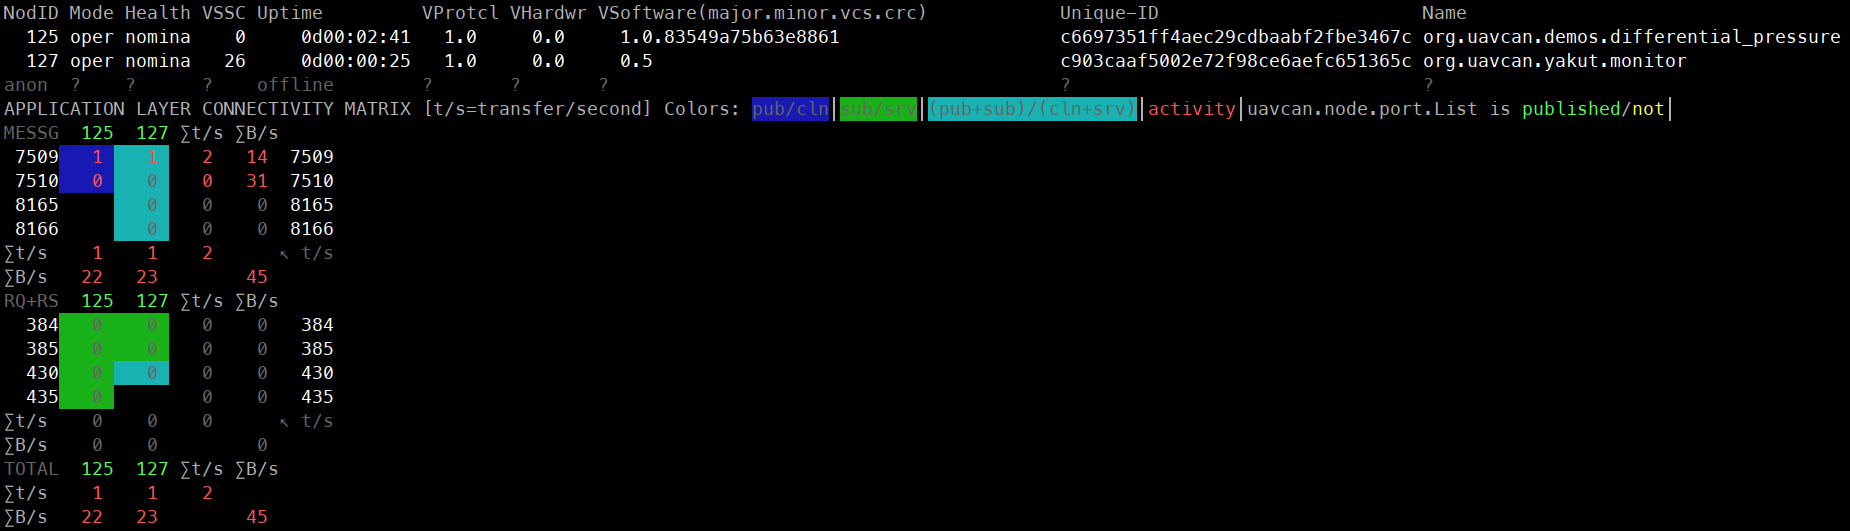 NodID Mode Health VSSC Uptime VProtcl VHardwr VSoftware(major.minor.vcs.crc) Unique-ID Name
125 oper nomina 0 0d00:02:41 1.0 0.0 1.0.83549a75b63e8861 c6697351ff4aec29cdbaabf2fbe3467c org.uavcan.demos.differential_pressure
127 oper nomina 26 0d00:00:25 1.0 0.0 0.5 c903caaf5002e72f98ce6aefc651365c org.uavcan.yakut.monitor
anon ? ? ? offline ? ? ? ? ?
APPLICATION LAYER CONNECTIVITY MATRIX [t/s=transfer/second] Colors: pub/cln|sub/srv|(pub+sub)/(cln+srv)|activity|uavcan.node.port.List is published/not|
MESSG 125 127 ∑t/s ∑B/s
7509 1 1 2 14 7509
7510 0 0 0 31 7510
8165 0 0 0 8165
8166 0 0 0 8166
∑t/s 1 1 2 ↖ t/s
∑B/s 22 23 45
RQ+RS 125 127 ∑t/s ∑B/s
384 0 0 0 0 384
385 0 0 0 0 385
430 0 0 0 0 430
435 0 0 0 435
∑t/s 0 0 0 ↖ t/s
∑B/s 0 0 0
TOTAL 125 127 ∑t/s ∑B/s
∑t/s 1 1 2
∑B/s 22 23 45